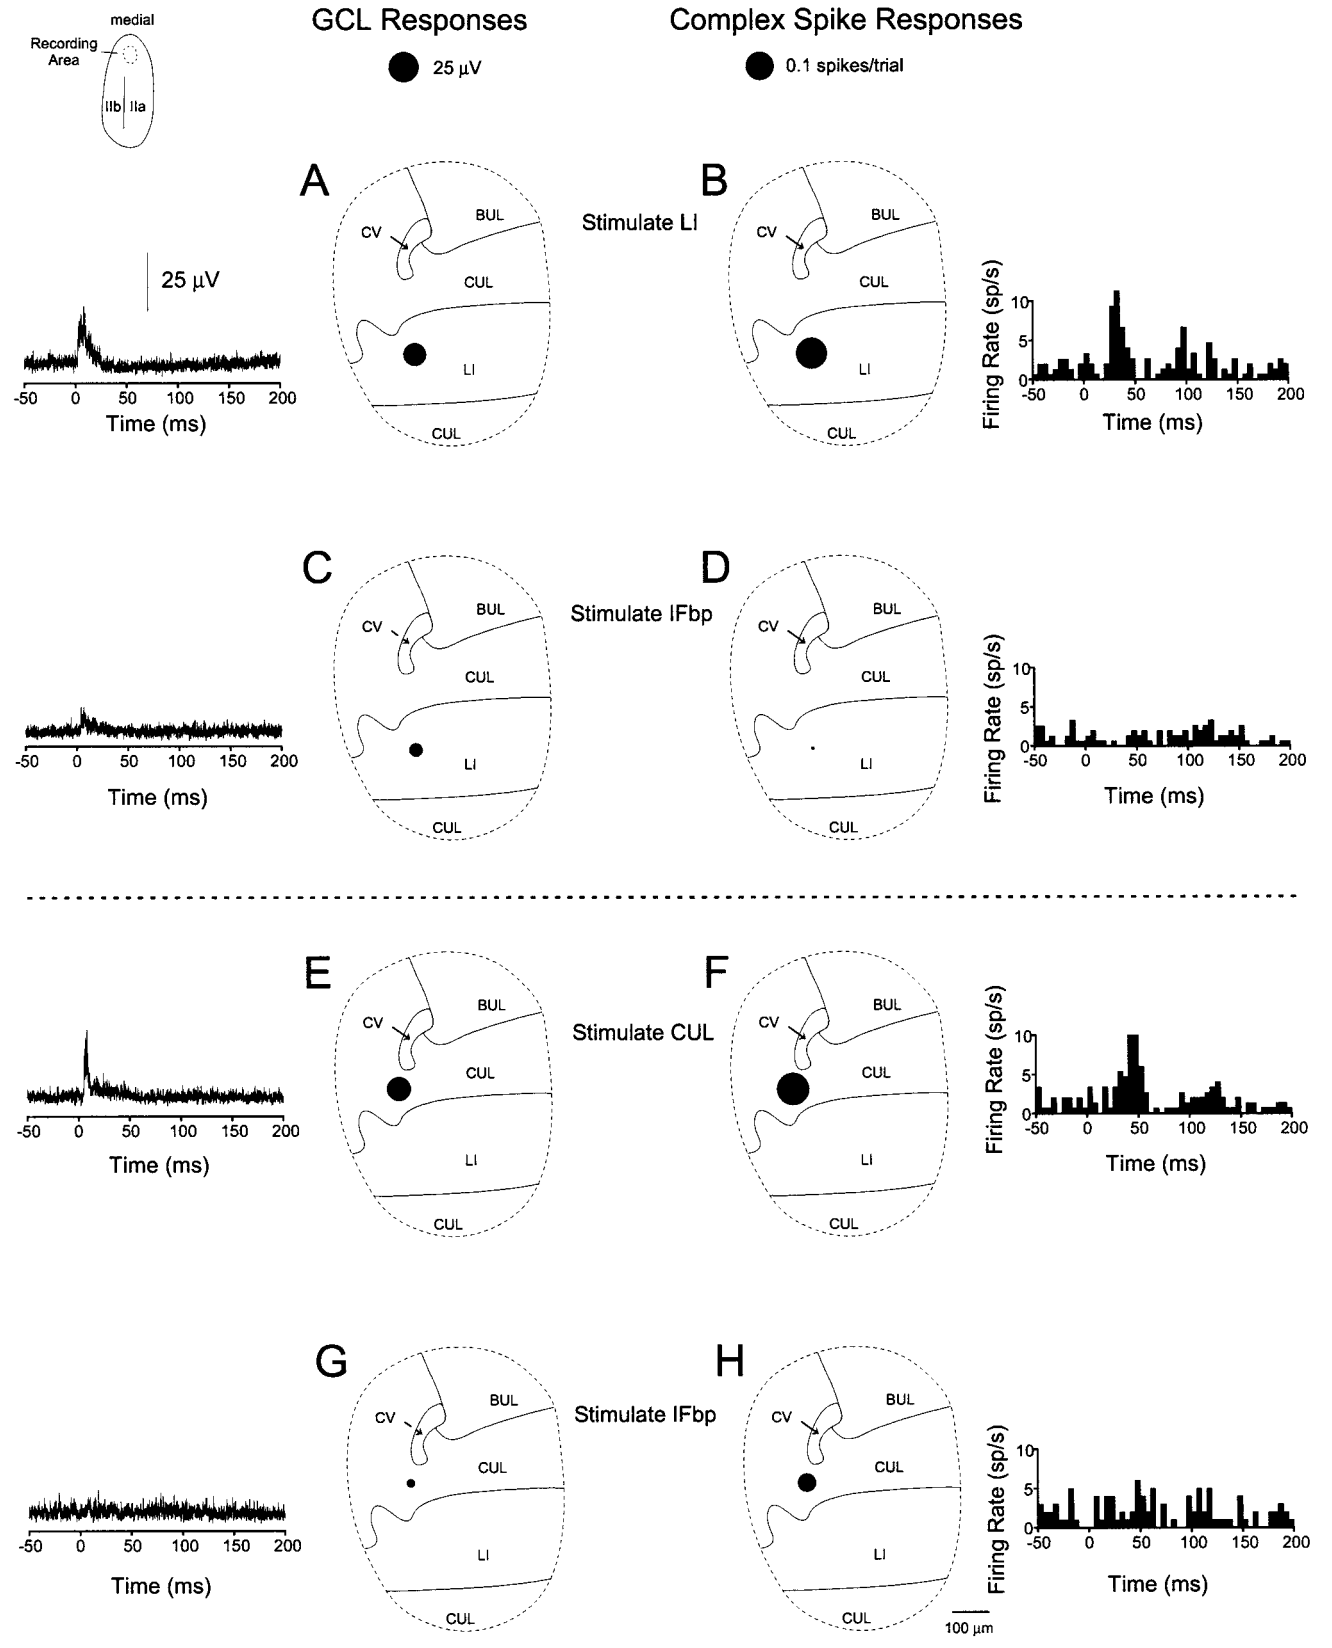 GCL Responses
Complex Spike Responses
medial
Recording
Area
IIb
IIa
25 µV
0.1 spikes/trial
A
CV
BUL
CUL
LI
CUL
Stimulate LI
B
CV
BUL
CUL
LI
CUL
25 µV
-50 0 50 100 150 200
Time (ms)
Firing Rate (sp/s)
10
5
0
-50 0 50 100 150 200
Time (ms)
C
CV
BUL
CUL
LI
CUL
Stimulate IFbp
D
CV
BUL
CUL
LI
CUL
-50 0 50 100 150 200
Time (ms)
Firing Rate (sp/s)
10
5
0
-50 0 50 100 150 200
Time (ms)
E
CV
BUL
CUL
LI
CUL
Stimulate CUL
F
CV
BUL
CUL
LI
CUL
-50 0 50 100 150 200
Time (ms)
Firing Rate (sp/s)
10
5
0
-50 0 50 100 150 200
Time (ms)
G
CV
BUL
CUL
LI
CUL
Stimulate IFbp
H
CV
BUL
CUL
LI
CUL
-50 0 50 100 150 200
Time (ms)
Firing Rate (sp/s)
10
5
0
-50 0 50 100 150 200
Time (ms)
100 µm